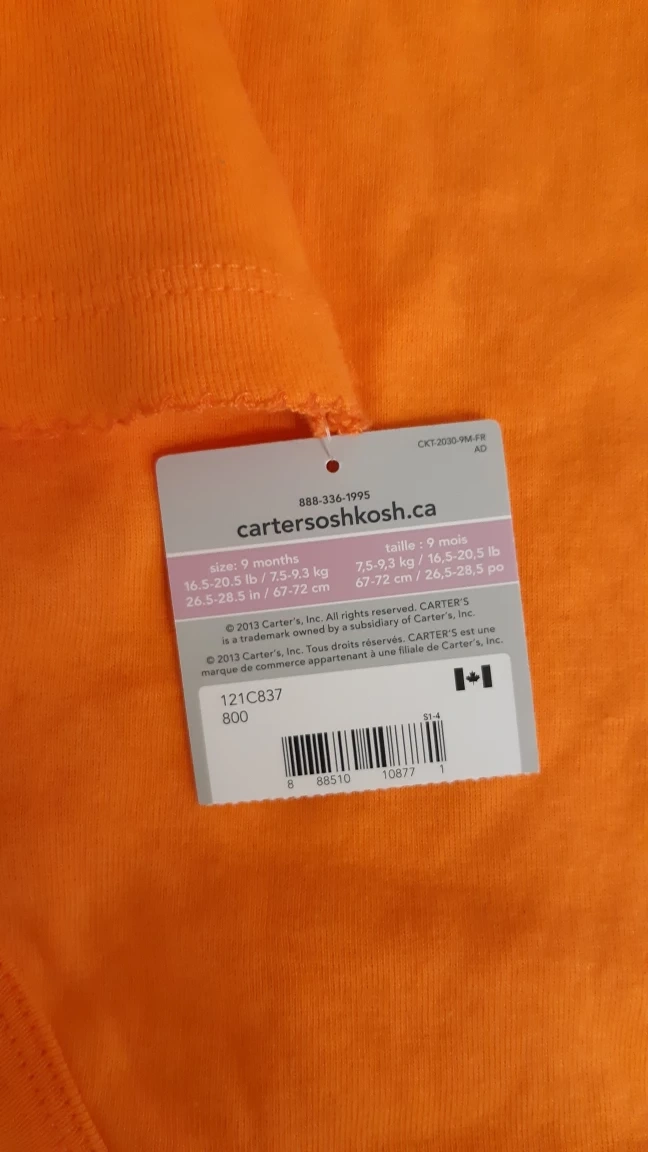 CKT-2030-9M-FR
AD
888-336-1995
cartersoshkosh.ca
size: 9 months
16.5-20.5 lb / 7.5-9.3 kg
26.5-28.5 in / 67-72 cm
taille : 9 mois
7,5-9,3 kg / 16,5-20,5 lb
67-72 cm / 26,5-28,5 po
© 2013 Carter's, Inc. All rights reserved. CARTER'S
is a trademark owned by a subsidiary of Carter's, Inc.
© 2013 Carter's, Inc. Tous droits réservés. CARTER'S est une
marque de commerce appartenant à une filiale de Carter's, Inc.
121C837
800
S1-4
8 88510 10877 1